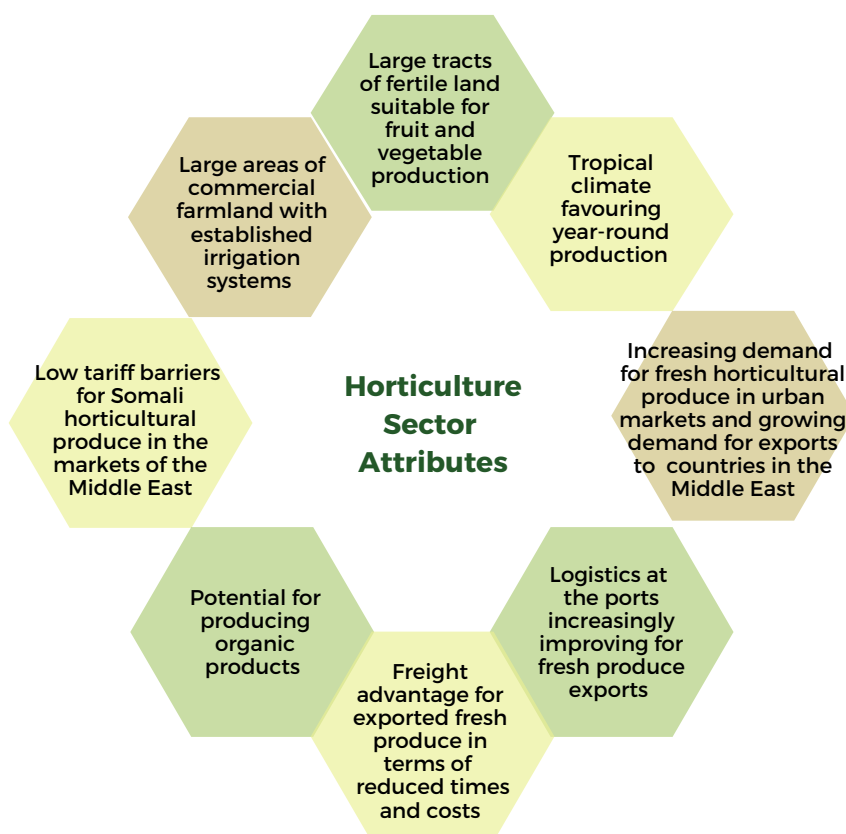 Large tracts
of fertile land
suitable for
fruit and
vegetable
production
Tropical
climate
favouring
year-round
production
Increasing demand
for fresh horticultural
produce in urban
markets and growing
demand for exports
to countries in the
Middle East
Logistics at
the ports
increasingly
improving for
fresh produce
exports
Freight
advantage for
exported fresh
produce in
terms of
reduced times
and costs
Potential for
producing
organic
products
Low tariff barriers
for Somali
horticultural
produce in the
markets of the
Middle East
Large areas of
commercial
farmland with
established
irrigation
systems
Horticulture
Sector
Attributes